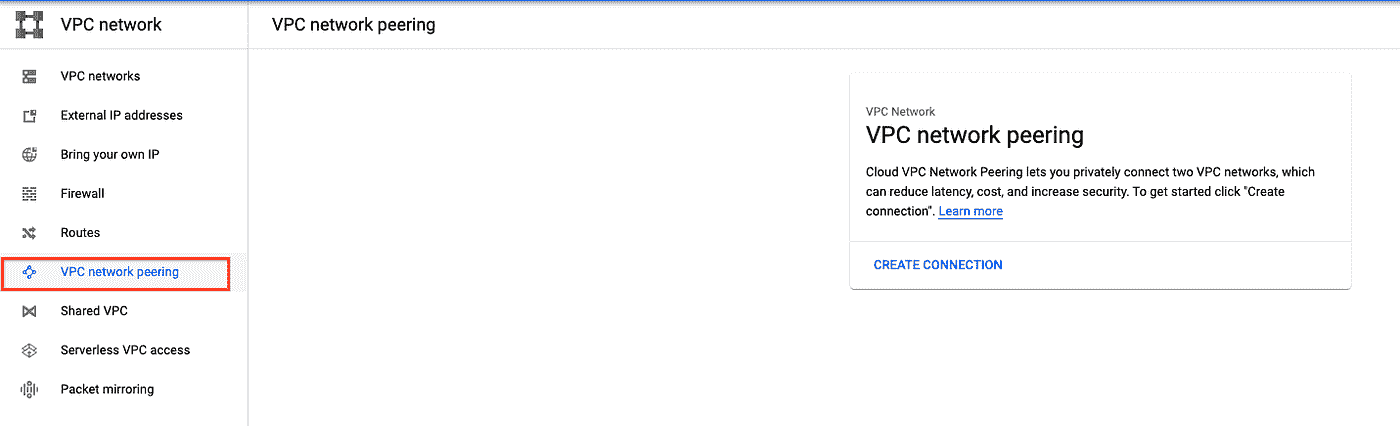 VPC network
VPC network peering
VPC networks
External IP addresses
Bring your own IP
Firewall
Routes
VPC network peering
Shared VPC
Serverless VPC access
Packet mirroring
VPC Network
VPC network peering
Cloud VPC Network Peering lets you privately connect two VPC networks, which
can reduce latency, cost, and increase security. To get started click "Create
connection". Learn more
CREATE CONNECTION